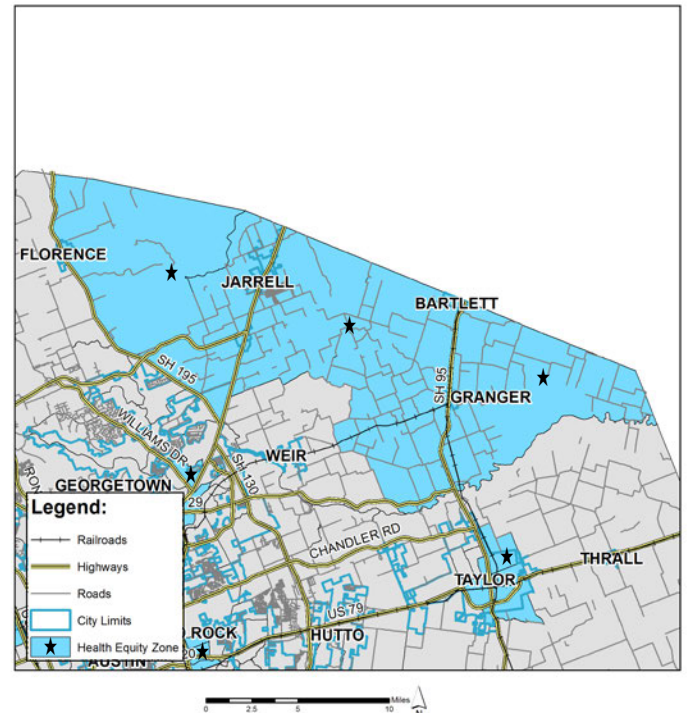 FLORENCE
JARRELL
BARTLETT
SH 195
SH 95
GRANGER
WILLIAMS DR
SH 130
WEIR
GEORGETOWN
29
Legend:
Railroads
Highways
Roads
City Limits
Health Equity Zone
CHANDLER RD
THRALL
TAYLOR
US 79
HUTTO
ROCK
AUSTIN
20
Miles
0 2.5 5 10
N